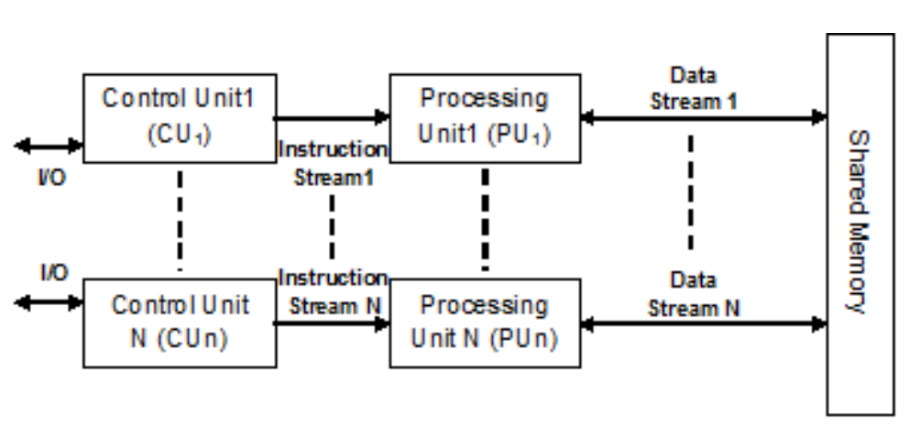 Control Unit1
(CU₁)
Processing
Unit1 (PU₁)
Data
Stream 1
I/O
Instruction
Stream1
Shared Memory
I/O
Control Unit
N (CUn)
Instruction
Stream N
Processing
Unit N (PUn)
Data
Stream N